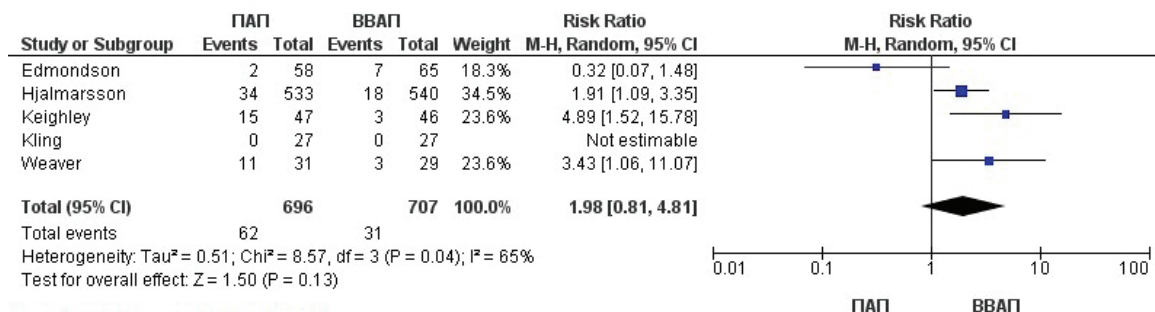 ПАП ВВАП Risk Ratio Risk Ratio
Study or Subgroup Events Total Events Total Weight M-H, Random, 95% CI M-H, Random, 95% CI
Edmondson 2 58 7 65 18.3% 0.32 [0.07, 1.48]
Hjalmarsson 34 533 18 540 34.5% 1.91 [1.09, 3.35]
Keighley 15 47 3 46 23.6% 4.89 [1.52, 15.78]
Kling 0 27 0 27 Not estimable
Weaver 11 31 3 29 23.6% 3.43 [1.06, 11.07]
Total (95% CI) 696 707 100.0% 1.98 [0.81, 4.81]
Total events 62 31
Heterogeneity: Tau² = 0.51; Chi² = 8.57, df = 3 (P = 0.04); I² = 65%
Test for overall effect: Z = 1.50 (P = 0.13)
0.01 0.1 1 10 100
ПАП ВВАП